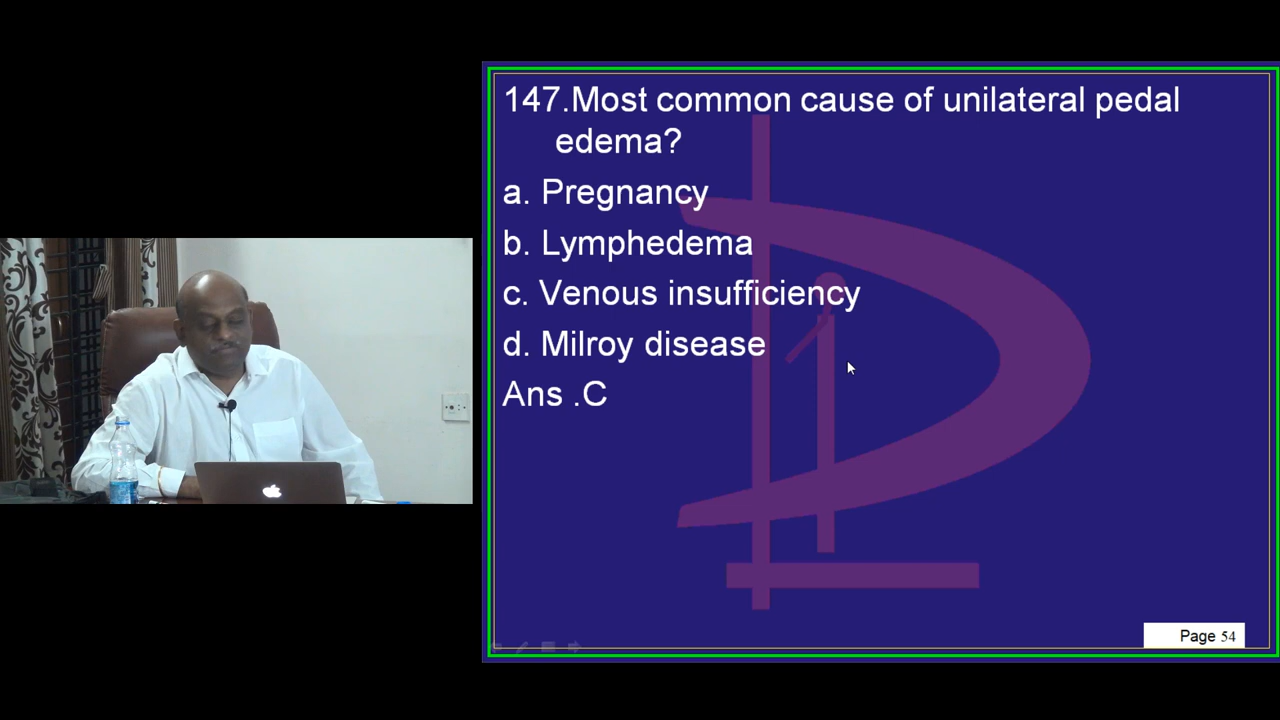 147.Most common cause of unilateral pedal
edema?
a. Pregnancy
b. Lymphedema
c. Venous insufficiency
d. Milroy disease
Ans .C
Page 54